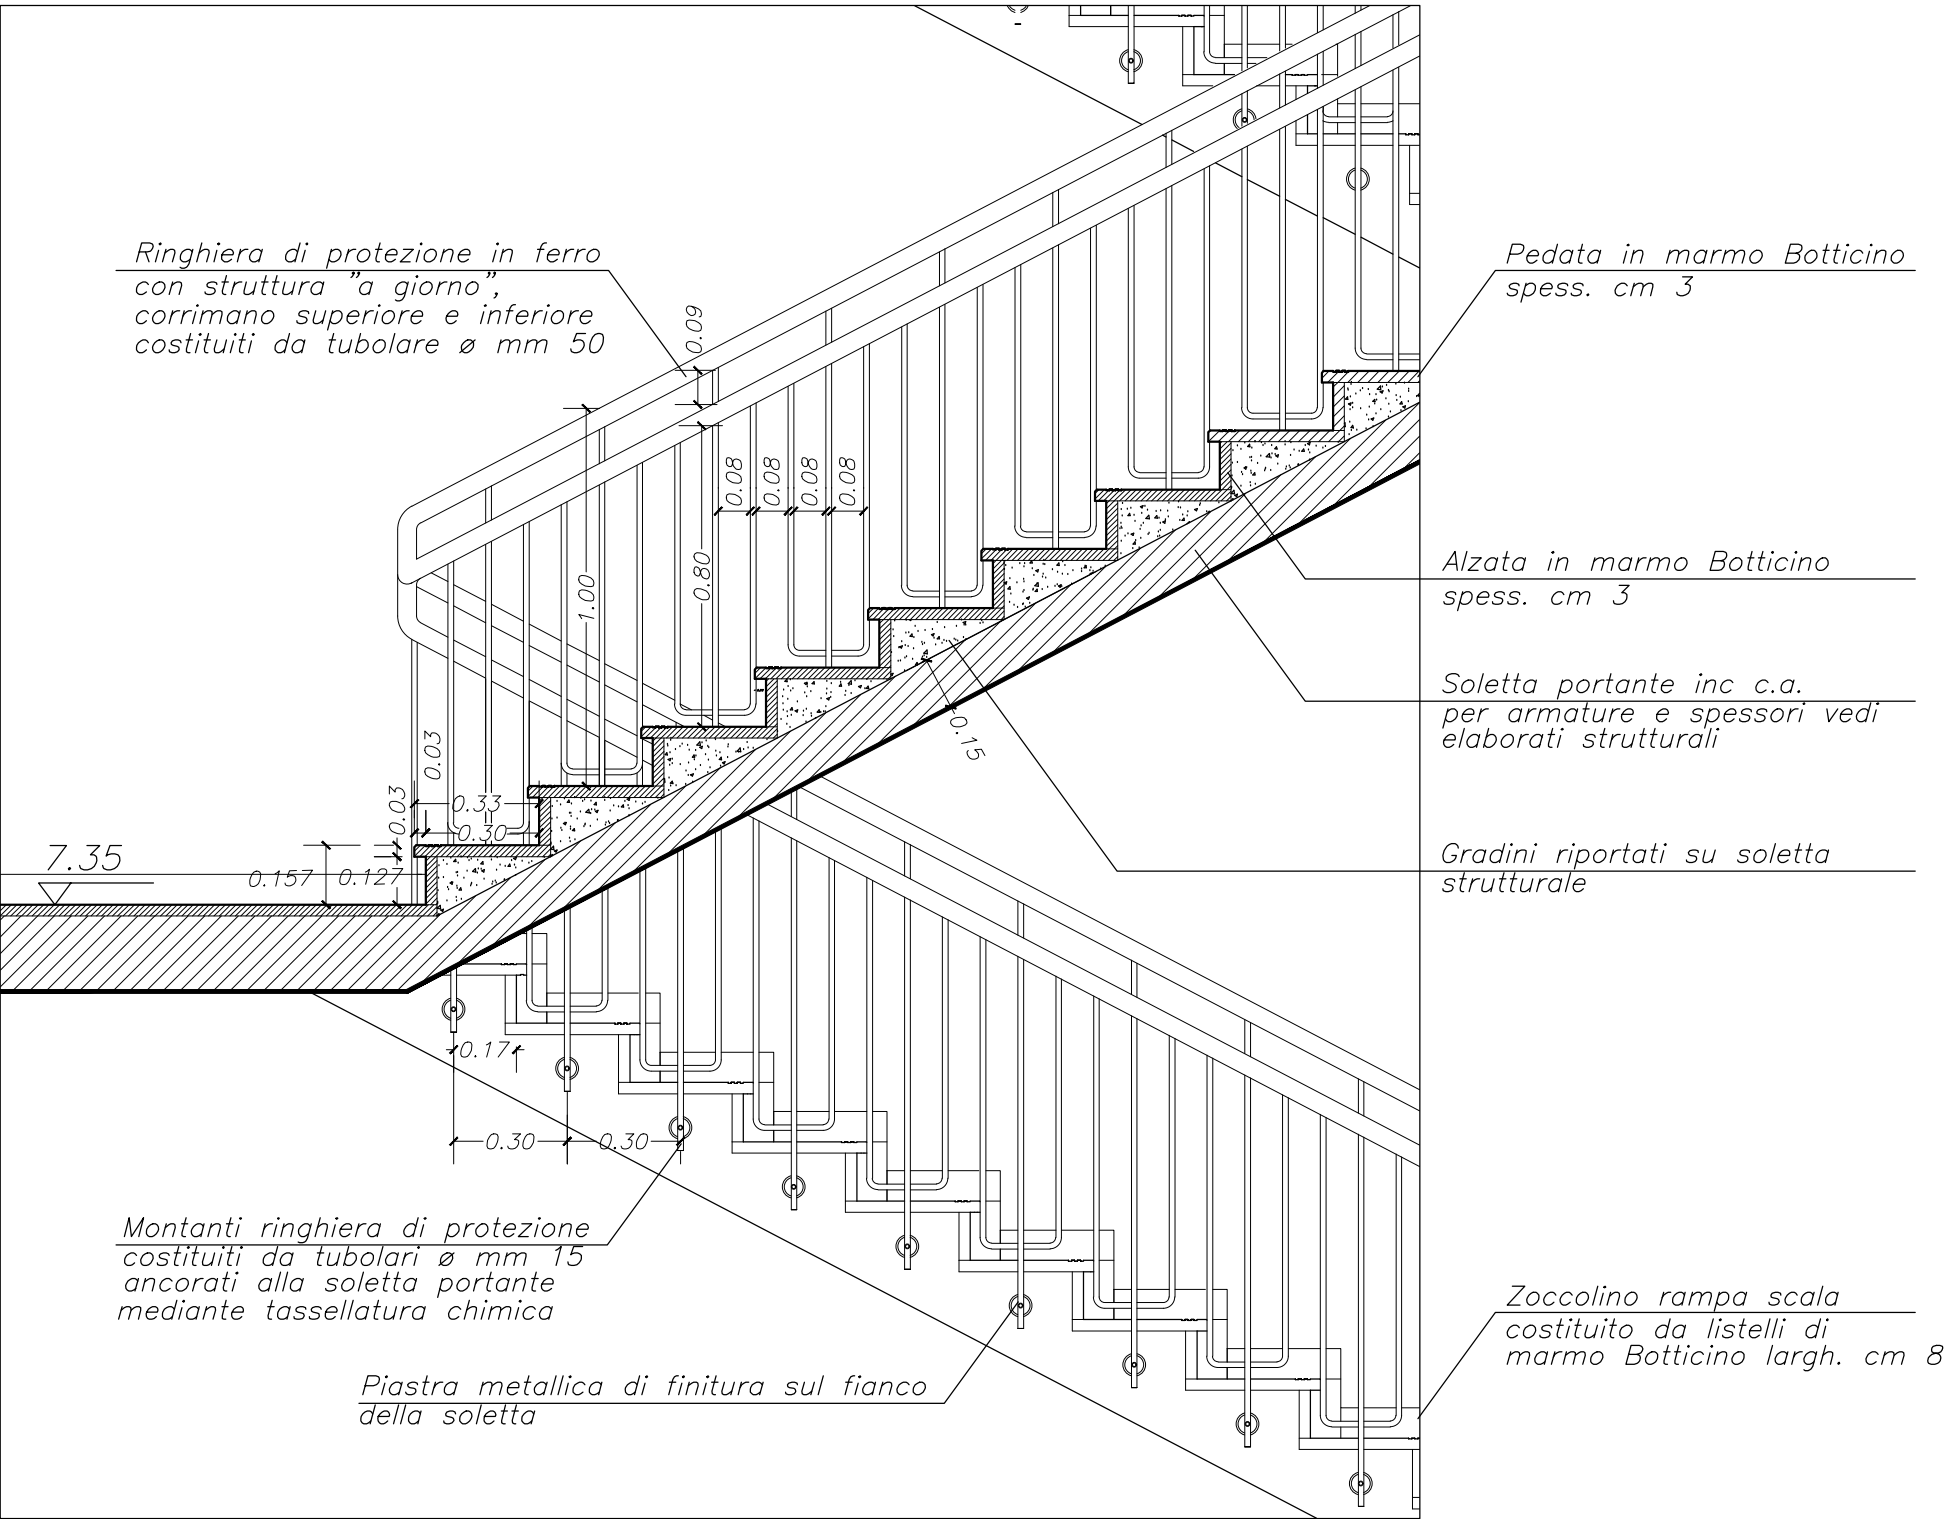 Ringhiera di protezione in ferro
con struttura "a giorno",
corrimano superiore e inferiore
costituiti da tubolare ø mm 50
Pedata in marmo Botticino
spess. cm 3
0.09
0.08
0.08
0.08
0.08
1.00
0.80
Alzata in marmo Botticino
spess. cm 3
Soletta portante inc c.a.
per armature e spessori vedi
elaborati strutturali
0.15
0.03
0.03
0.33
0.30
7.35
0.157
0.127
Gradini riportati su soletta
strutturale
0.17
0.30
0.30
Montanti ringhiera di protezione
costituiti da tubolari ø mm 15
ancorati alla soletta portante
mediante tassellatura chimica
Piastra metallica di finitura sul fianco
della soletta
Zoccolino rampa scala
costituito da listelli di
marmo Botticino largh. cm 8